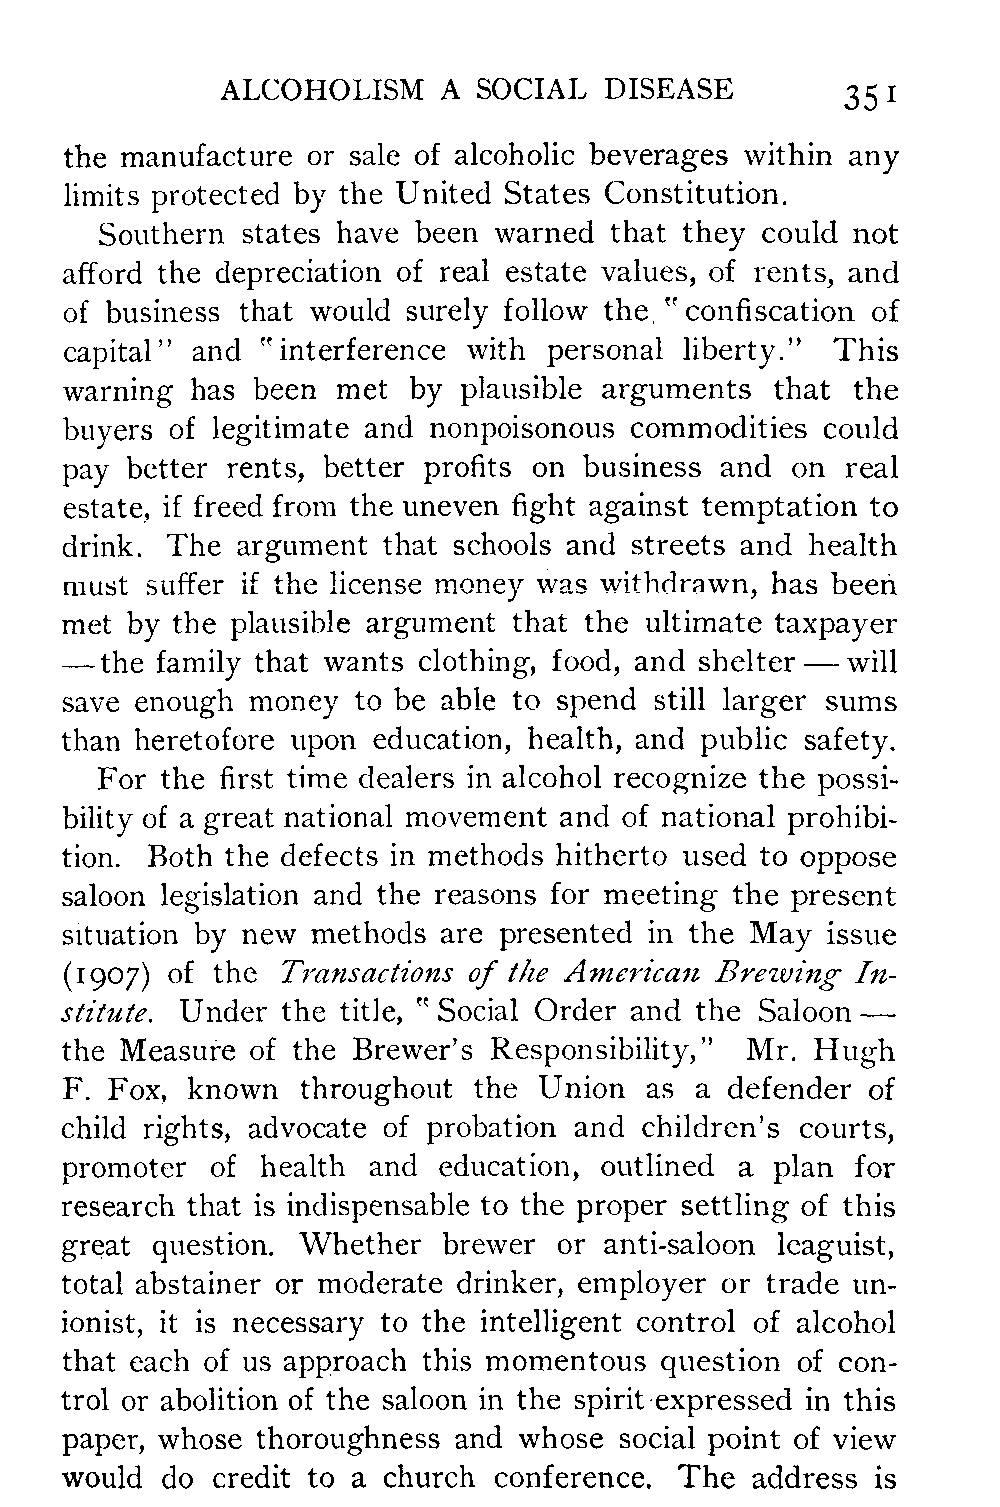 ALCOHOLISM A SOCIAL DISEASE 351
the manufacture or sale of alcoholic beverages within any
limits protected by the United States Constitution.
Southern states have been warned that they could not
afford the depreciation of real estate values, of rents, and
of business that would surely follow the "confiscation of
capital" and "interference with personal liberty." This
warning has been met by plausible arguments that the
buyers of legitimate and nonpoisonous commodities could
pay better rents, better profits on business and on real
estate, if freed from the uneven fight against temptation to
drink. The argument that schools and streets and health
must suffer if the license money was withdrawn, has been
met by the plausible argument that the ultimate taxpayer
— the family that wants clothing, food, and shelter — will
save enough money to be able to spend still larger sums
than heretofore upon education, health, and public safety.
For the first time dealers in alcohol recognize the possi-
bility of a great national movement and of national prohibi-
tion. Both the defects in methods hitherto used to oppose
saloon legislation and the reasons for meeting the present
situation by new methods are presented in the May issue
(1907) of the Transactions of the American Brewing In-
stitute. Under the title, "Social Order and the Saloon —
the Measure of the Brewer's Responsibility," Mr. Hugh
F. Fox, known throughout the Union as a defender of
child rights, advocate of probation and children's courts,
promoter of health and education, outlined a plan for
research that is indispensable to the proper settling of this
great question. Whether brewer or anti-saloon leaguist,
total abstainer or moderate drinker, employer or trade un-
ionist, it is necessary to the intelligent control of alcohol
that each of us approach this momentous question of con-
trol or abolition of the saloon in the spirit expressed in this
paper, whose thoroughness and whose social point of view
would do credit to a church conference. The address is